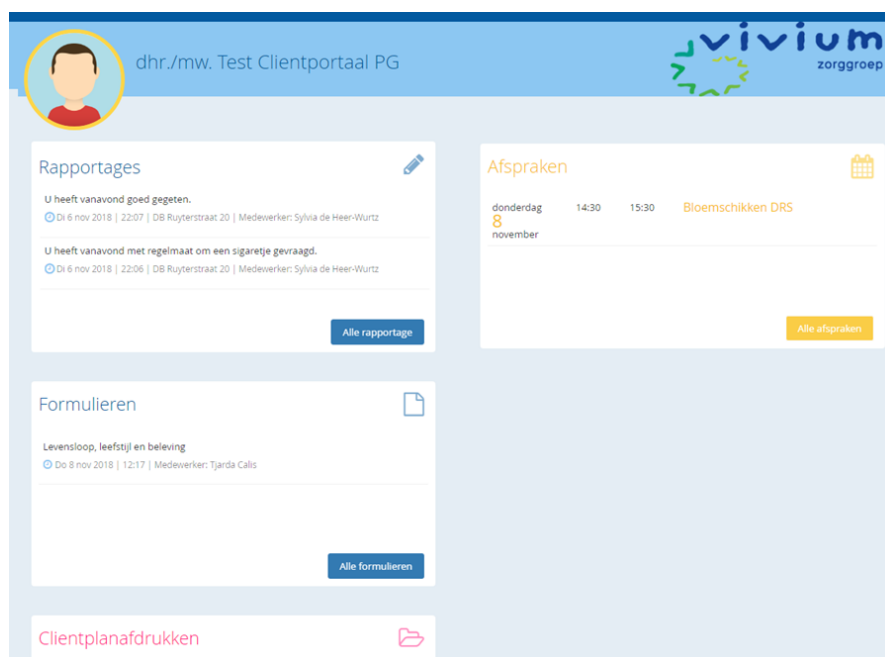 dhr./mw. Test Clientportaal PG
vivium
zorggroep
Rapportages
U heeft vanavond goed gegeten.
Di 6 nov 2018 | 22:07 | DB Ruyterstraat 20 | Medewerker: Sylvia de Heer-Wurtz
U heeft vanavond met regelmaat om een sigaretje gevraagd.
Di 6 nov 2018 | 22:06 | DB Ruyterstraat 20 | Medewerker: Sylvia de Heer-Wurtz
Alle rapportage
Afspraken
donderdag 14:30 15:30 Bloemschikken DRS
8
november
Alle afspraken
Formulieren
Levensloop, leefstijl en beleving
Do 8 nov 2018 | 12:17 | Medewerker: Tjarda Calis
Alle formulieren
Clientplanafdrukken